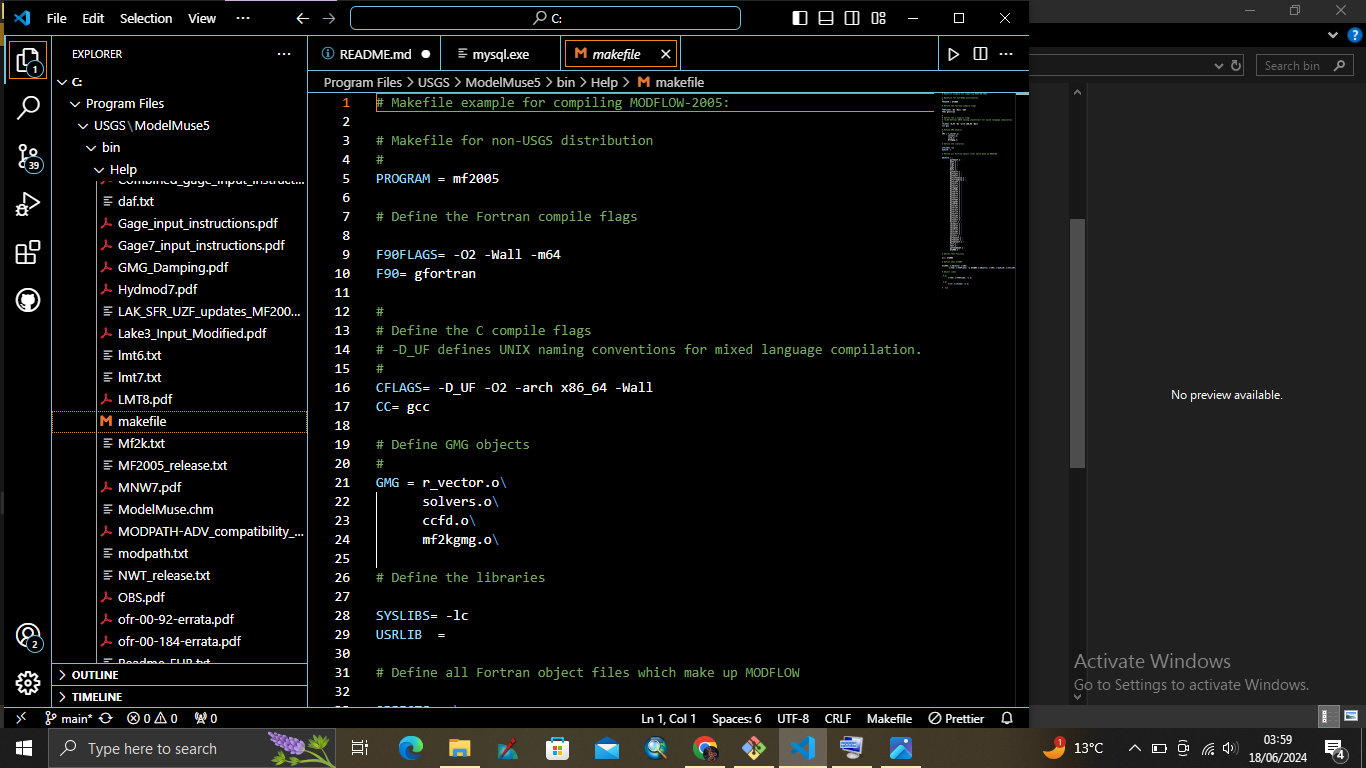 File Edit Selection View ···
C:
EXPLORER ···
C:
Program Files
USGS\ModelMuse5
bin
Help
Combined_gage_input_instruct...
daf.txt
Gage_input_instructions.pdf
Gage7_input_instructions.pdf
GMG_Damping.pdf
Hydmod7.pdf
LAK_SFR_UZF_updates_MF200...
Lake3_Input_Modified.pdf
lmt6.txt
lmt7.txt
LMT8.pdf
makefile
Mf2k.txt
MF2005_release.txt
MNW7.pdf
ModelMuse.chm
MODPATH-ADV_compatibility_...
modpath.txt
NWT_release.txt
OBS.pdf
ofr-00-92-errata.pdf
ofr-00-184-errata.pdf
OUTLINE
TIMELINE
1
39
2
README.md mysql.exe makefile ···
Program Files > USGS > ModelMuse5 > bin > Help > makefile
1 # Makefile example for compiling MODFLOW-2005:
2
3 # Makefile for non-USGS distribution
4 #
5 PROGRAM = mf2005
6
7 # Define the Fortran compile flags
8
9 F90FLAGS= -O2 -Wall -m64
10 F90= gfortran
11
12 #
13 # Define the C compile flags
14 # -D_UF defines UNIX naming conventions for mixed language compilation.
15 #
16 CFLAGS= -D_UF -O2 -arch x86_64 -Wall
17 CC= gcc
18
19 # Define GMG objects
20 #
21 GMG = r_vector.o\
22 solvers.o\
23 ccfd.o\
24 mf2kgmg.o\
25
26 # Define the libraries
27
28 SYSLIBS= -lc
29 USRLIB =
30
31 # Define all Fortran object files which make up MODFLOW
32
main* 0 0 0
Ln 1, Col 1 Spaces: 6 UTF-8 CRLF Makefile Prettier
Search bin
No preview available.
Activate Windows
Go to Settings to activate Windows.
Type here to search
1
13°C
03:59
18/06/2024
4